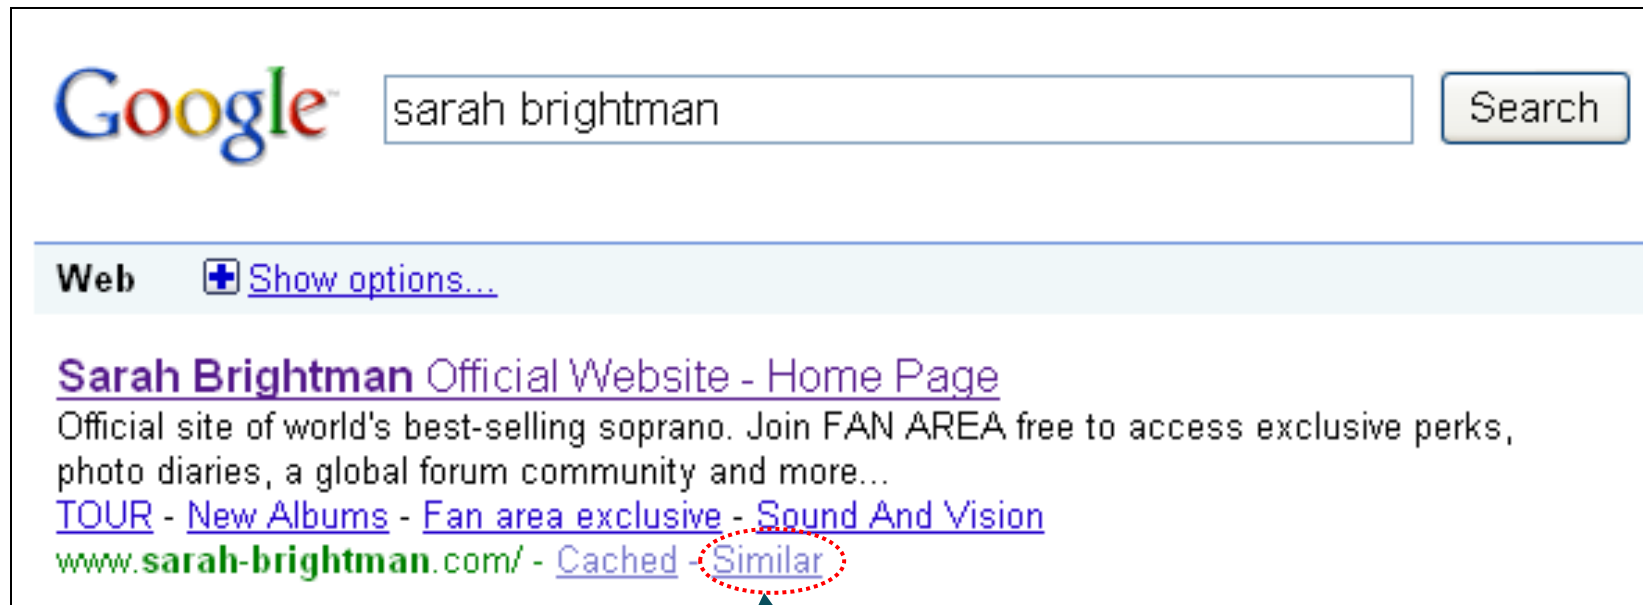 Google™
sarah brightman
Search
Web Show options...
Sarah Brightman Official Website - Home Page
Official site of world's best-selling soprano. Join FAN AREA free to access exclusive perks,
photo diaries, a global forum community and more...
TOUR - New Albums - Fan area exclusive - Sound And Vision
www.sarah-brightman.com/ - Cached - Similar